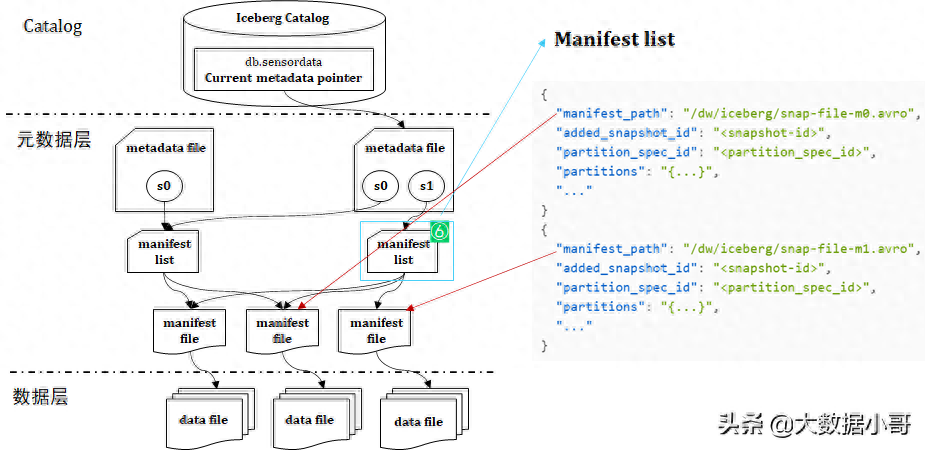 Catalog
Iceberg Catalog
db.sensordata
Current metadata pointer
元数据层
metadata file
s0
metadata file
s0
s1
manifest
list
manifest
list
6
manifest
file
manifest
file
manifest
file
数据层
data file
data file
data file
Manifest list
{
"manifest_path": "/dw/iceberg/snap-file-m0.avro",
"added_snapshot_id": "<snapshot-id>",
"partition_spec_id": "<partition_spec_id>",
"partitions": "{...}",
"..."
}
{
"manifest_path": "/dw/iceberg/snap-file-m1.avro",
"added_snapshot_id": "<snapshot-id>",
"partition_spec_id": "<partition_spec_id>",
"partitions": "{...}",
"..."
}
头条 @大数据小哥